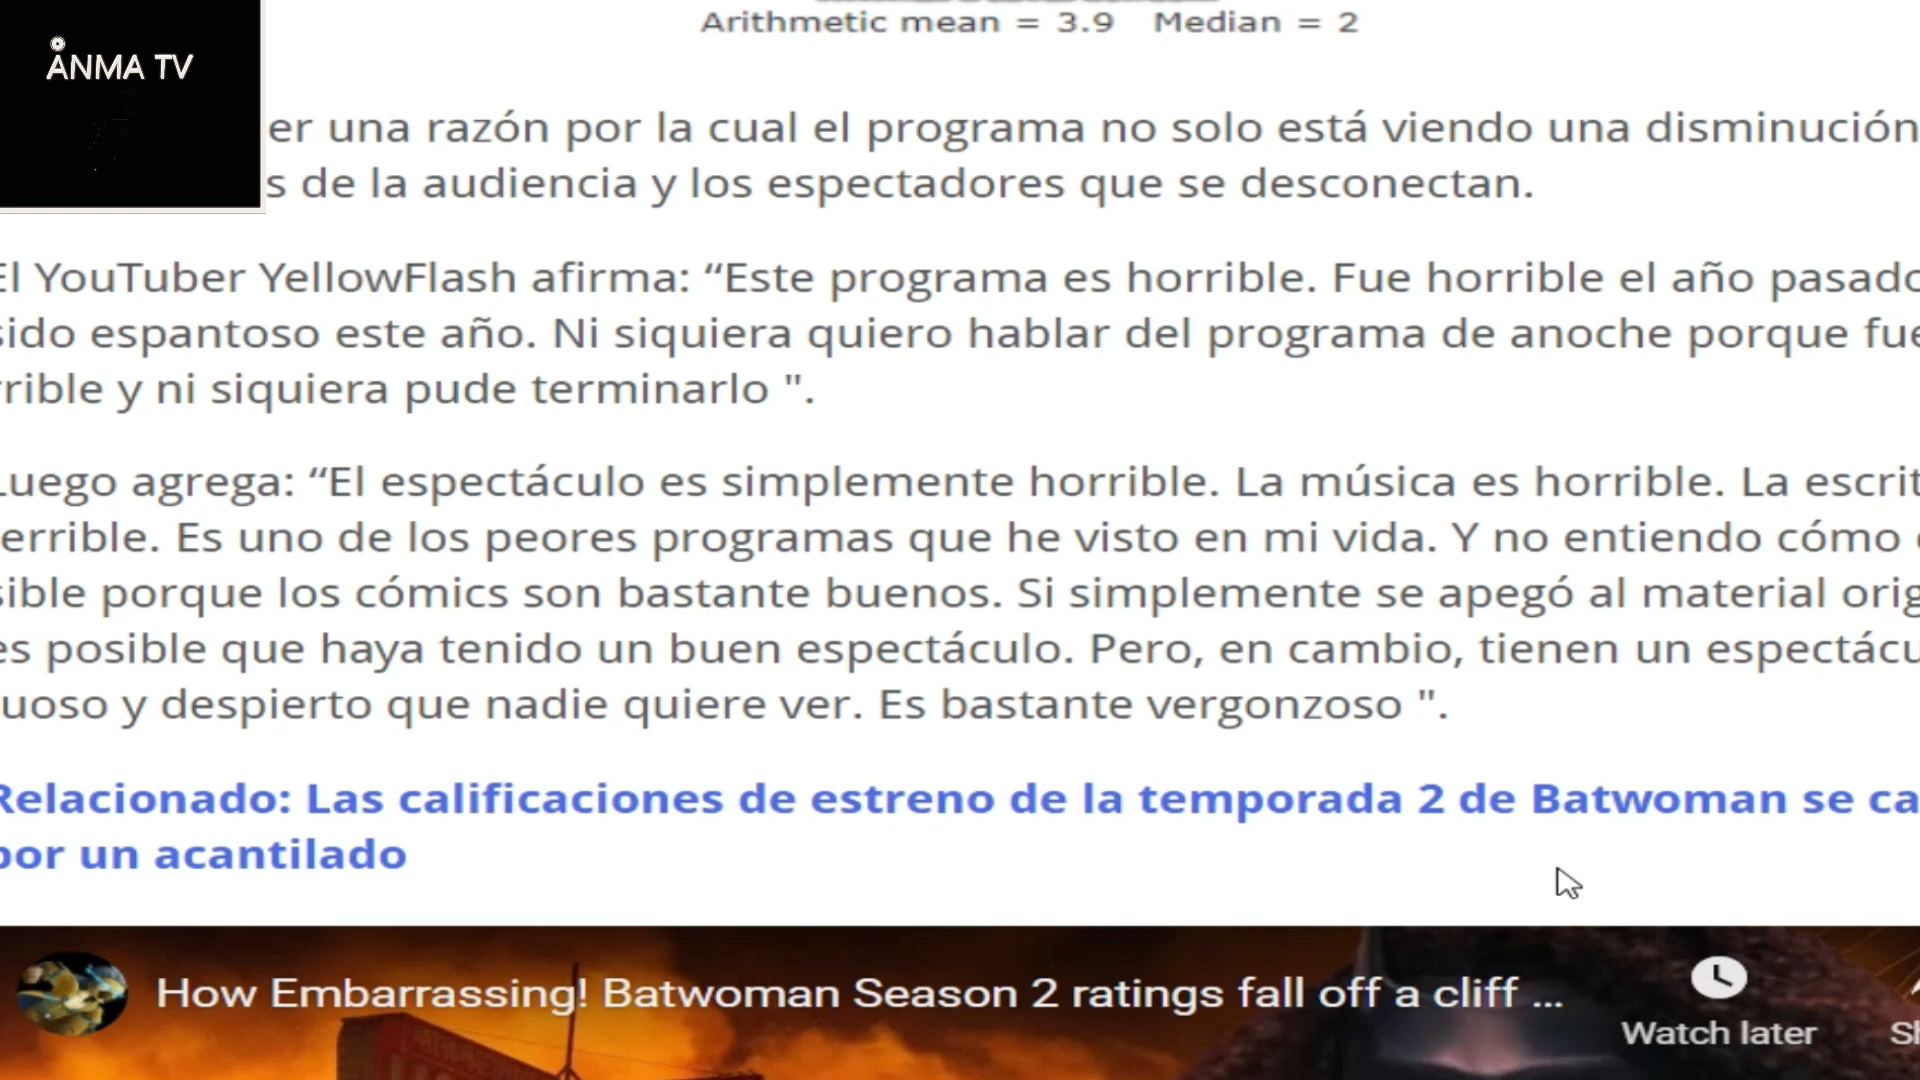 Arithmetic mean = 3.9 Median = 2
ÅNMA TV
er una razón por la cual el programa no solo está viendo una disminución
s de la audiencia y los espectadores que se desconectan.
El YouTuber YellowFlash afirma: “Este programa es horrible. Fue horrible el año pasado
sido espantoso este año. Ni siquiera quiero hablar del programa de anoche porque fue
rrible y ni siquiera pude terminarlo ".
Luego agrega: “El espectáculo es simplemente horrible. La música es horrible. La escrit
errible. Es uno de los peores programas que he visto en mi vida. Y no entiendo cómo
sible porque los cómics son bastante buenos. Si simplemente se apegó al material orig
es posible que haya tenido un buen espectáculo. Pero, en cambio, tienen un espectácu
uoso y despierto que nadie quiere ver. Es bastante vergonzoso ".
Relacionado: Las calificaciones de estreno de la temporada 2 de Batwoman se ca
por un acantilado
How Embarrassing! Batwoman Season 2 ratings fall off a cliff ...
Watch later
Sh